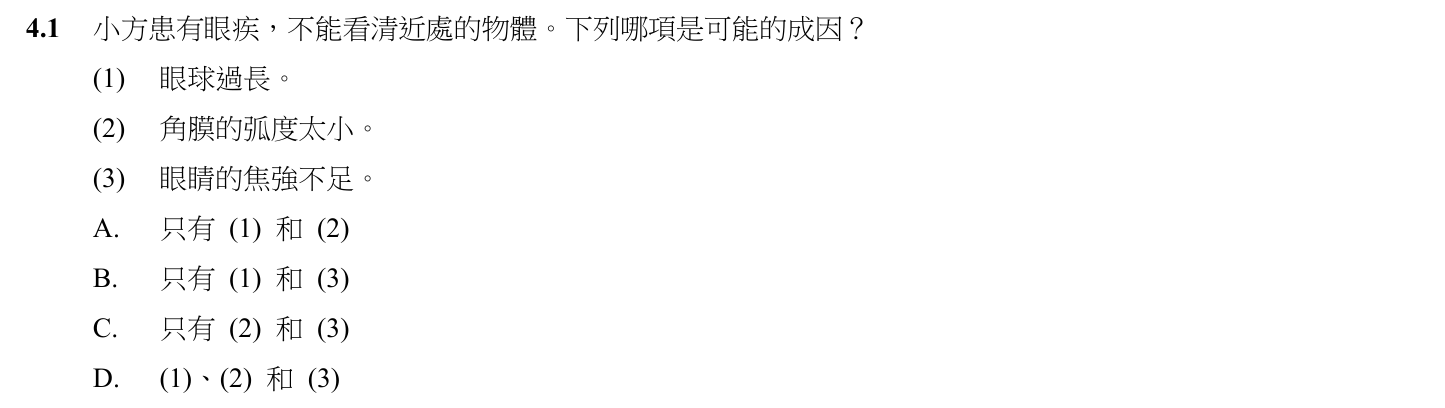 4.1 小方患有眼疾，不能看清近處的物體。下列哪項是可能的成因？
(1) 眼球過長。
(2) 角膜的弧度太小。
(3) 眼睛的焦強不足。
A. 只有 (1) 和 (2)
B. 只有 (1) 和 (3)
C. 只有 (2) 和 (3)
D. (1)、(2) 和 (3)